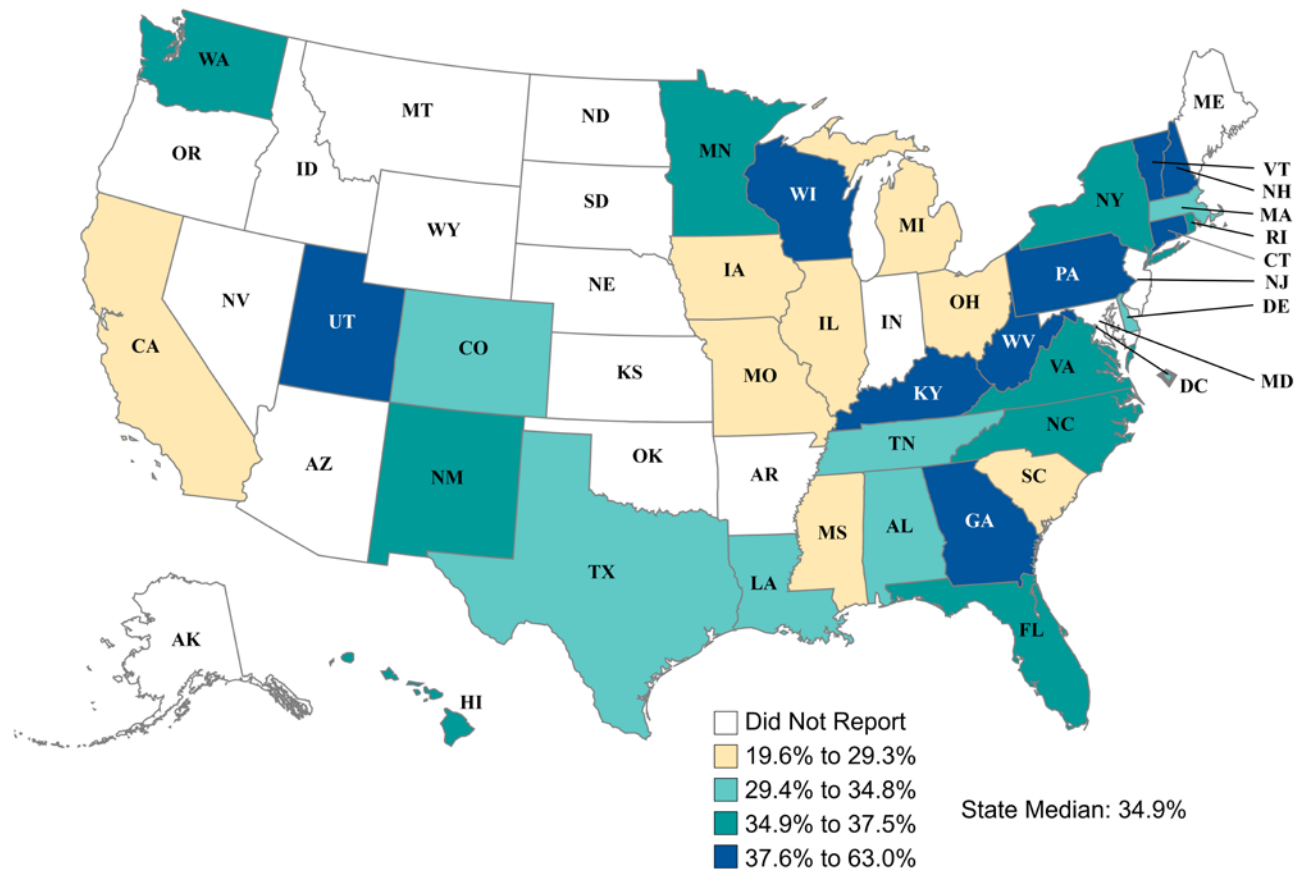 WA
MT
ND
MN
ME
OR
ID
SD
WI
MI
NY
VT
NH
MA
RI
CT
NJ
DE
MD
DC
WY
NV
UT
CO
NE
IA
IL
IN
OH
PA
CA
KS
MO
KY
WV
VA
AZ
NM
OK
AR
TN
NC
SC
TX
LA
MS
AL
GA
FL
AK
HI
Did Not Report
19.6% to 29.3%
29.4% to 34.8%
34.9% to 37.5%
37.6% to 63.0%
State Median: 34.9%